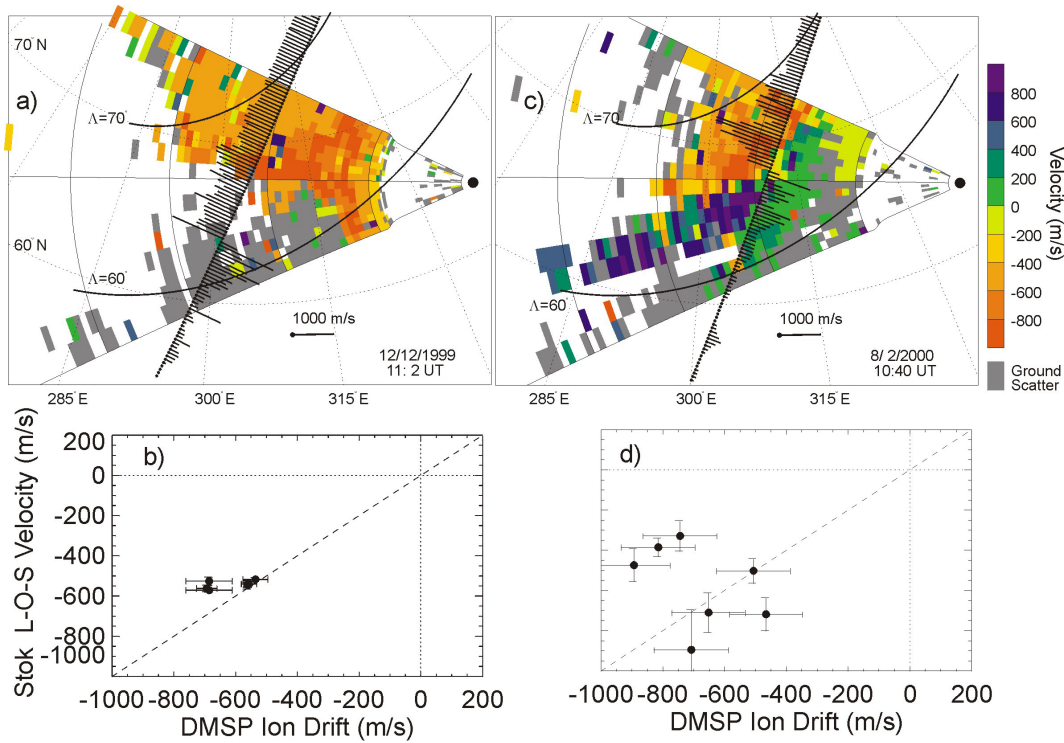 70° N
a)
Λ=70°
60° N
Λ=60°
1000 m/s
12/12/1999
11: 2 UT
285° E
300° E
315° E
c)
Λ=70°
Λ=60°
1000 m/s
8/ 2/2000
10:40 UT
285° E
300° E
315° E
800
600
400
200
0
-200
-400
-600
-800
Velocity (m/s)
Ground
Scatter
b)
200
0
-200
-400
-600
-800
-1000
Stok L-O-S Velocity (m/s)
-1000 -800 -600 -400 -200 0 200
DMSP Ion Drift (m/s)
d)
-1000 -800 -600 -400 -200 0 200
DMSP Ion Drift (m/s)